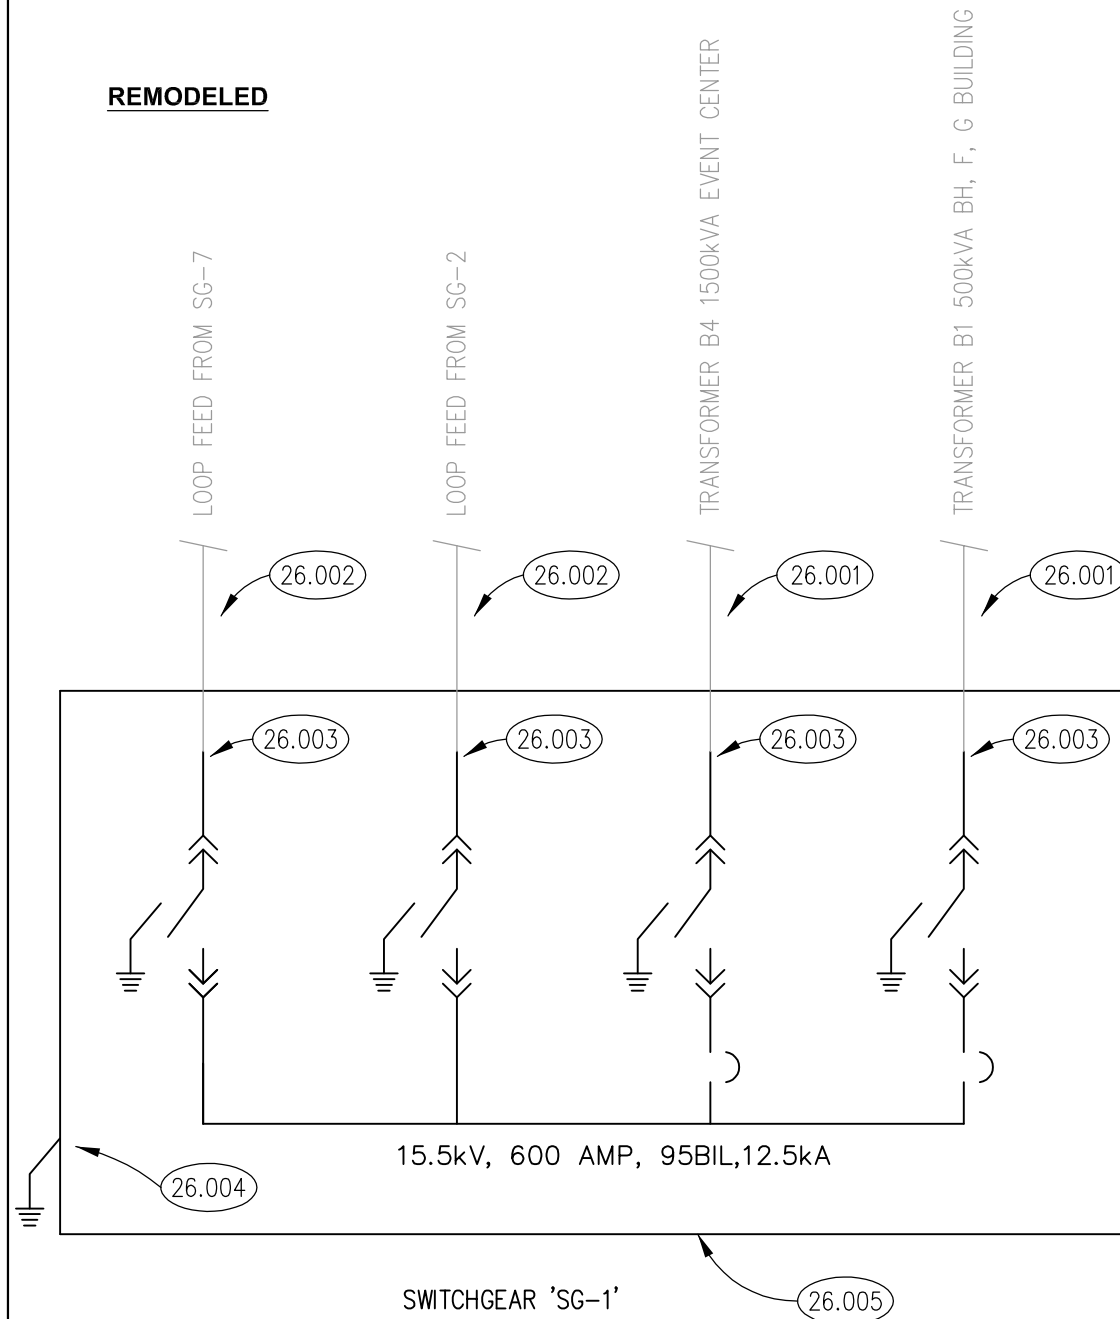 REMODELED
LOOP FEED FROM SG-7
LOOP FEED FROM SG-2
TRANSFORMER B4 1500kVA EVENT CENTER
TRANSFORMER B1 500kVA BH, F, G BUILDING
26.002
26.002
26.001
26.001
26.003
26.003
26.003
26.003
15.5kV, 600 AMP, 95BIL,12.5kA
26.004
SWITCHGEAR 'SG-1'
26.005